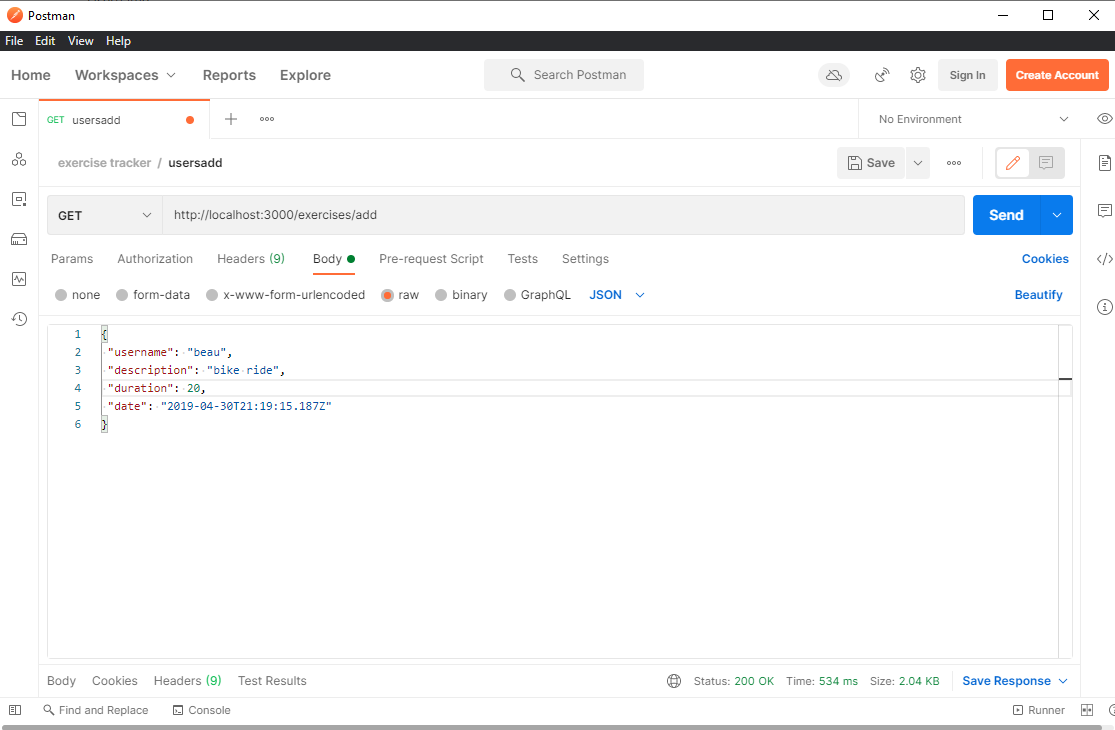 Postman
File Edit View Help
Home Workspaces Reports Explore Search Postman Sign In Create Account
GET usersadd No Environment
exercise tracker / usersadd Save
GET http://localhost:3000/exercises/add Send
Params Authorization Headers (9) Body Pre-request Script Tests Settings Cookies
none form-data x-www-form-urlencoded raw binary GraphQL JSON Beautify
1 {
2 "username": "beau",
3 "description": "bike ride",
4 "duration": 20,
5 "date": "2019-04-30T21:19:15.187Z"
6 }
Body Cookies Headers (9) Test Results Status: 200 OK Time: 534 ms Size: 2.04 KB Save Response
Find and Replace Console Runner